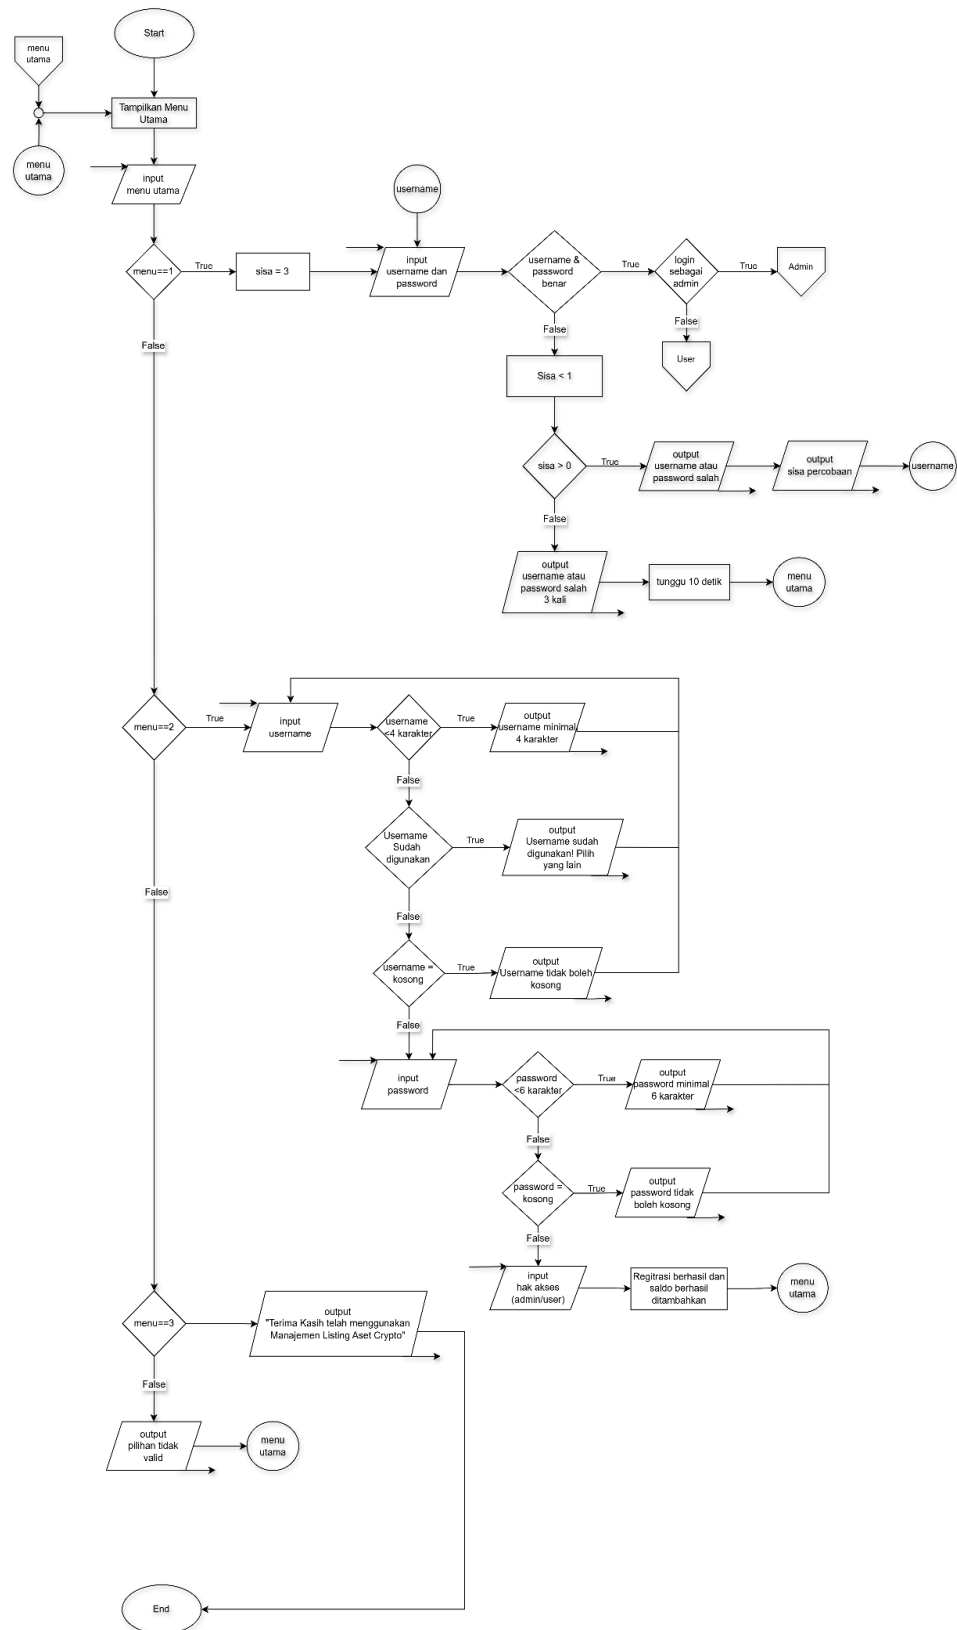 Start
menu
utama
Tampilkan Menu
Utama
menu
utama
input
menu utama
username
menu==1
True
sisa = 3
input
username dan
password
username &
password
benar
True
login
sebagai
admin
True
Admin
False
False
False
User
Sisa < 1
sisa > 0
True
output
username atau
password salah
output
sisa percobaan
username
False
output
username atau
password salah
3 kali
tunggu 10 detik
menu
utama
menu==2
True
input
username
username
<4 karakter
True
output
username minimal
4 karakter
False
Username
Sudah
digunakan
True
output
Username sudah
digunakan! Pilih
yang lain
False
False
username =
kosong
True
output
Username tidak boleh
kosong
False
input
password
password
<6 karakter
True
output
password minimal
6 karakter
False
password =
kosong
True
output
password tidak
boleh kosong
False
input
hak akses
(admin/user)
Regitrasi berhasil dan
saldo berhasil
ditambahkan
menu
utama
menu==3
output
"Terima Kasih telah menggunakan
Manajemen Listing Aset Crypto"
False
output
pilihan tidak
valid
menu
utama
End